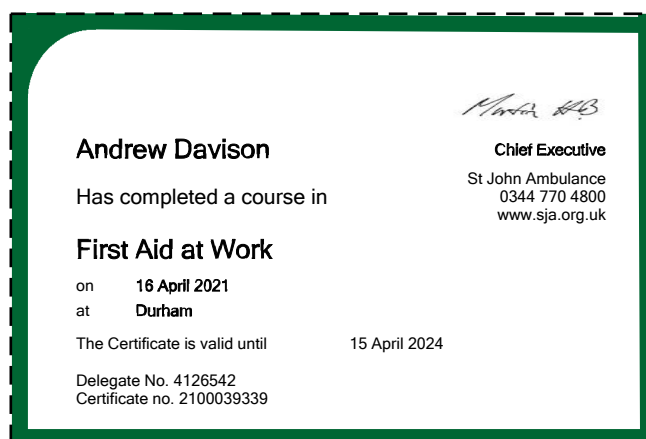 Andrew Davison
Chief Executive
St John Ambulance
Has completed a course in
0344 770 4800
www.sja.org.uk
First Aid at Work
on 16 April 2021
at Durham
The Certificate is valid until 15 April 2024
Delegate No. 4126542
Certificate no. 2100039339